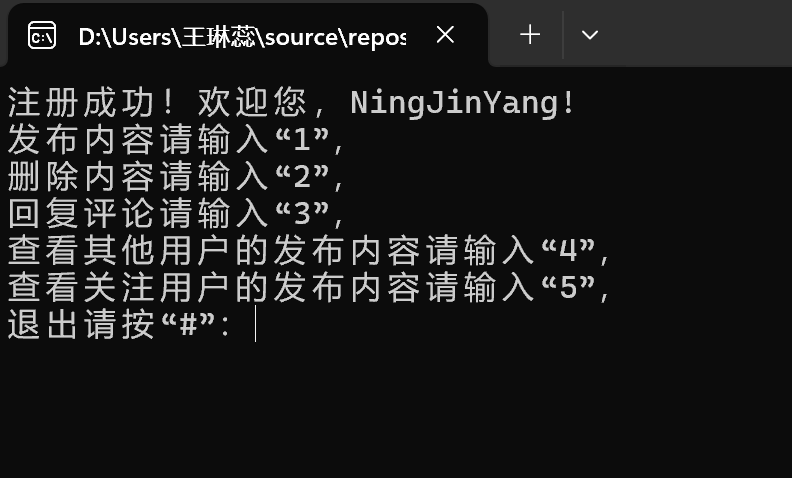 D:\Users\王琳蕊\source\repos
注册成功！欢迎您，NingJinYang!
发布内容请输入“1”，
删除内容请输入“2”，
回复评论请输入“3”，
查看其他用户的发布内容请输入“4”，
查看关注用户的发布内容请输入“5”，
退出请按“#”：